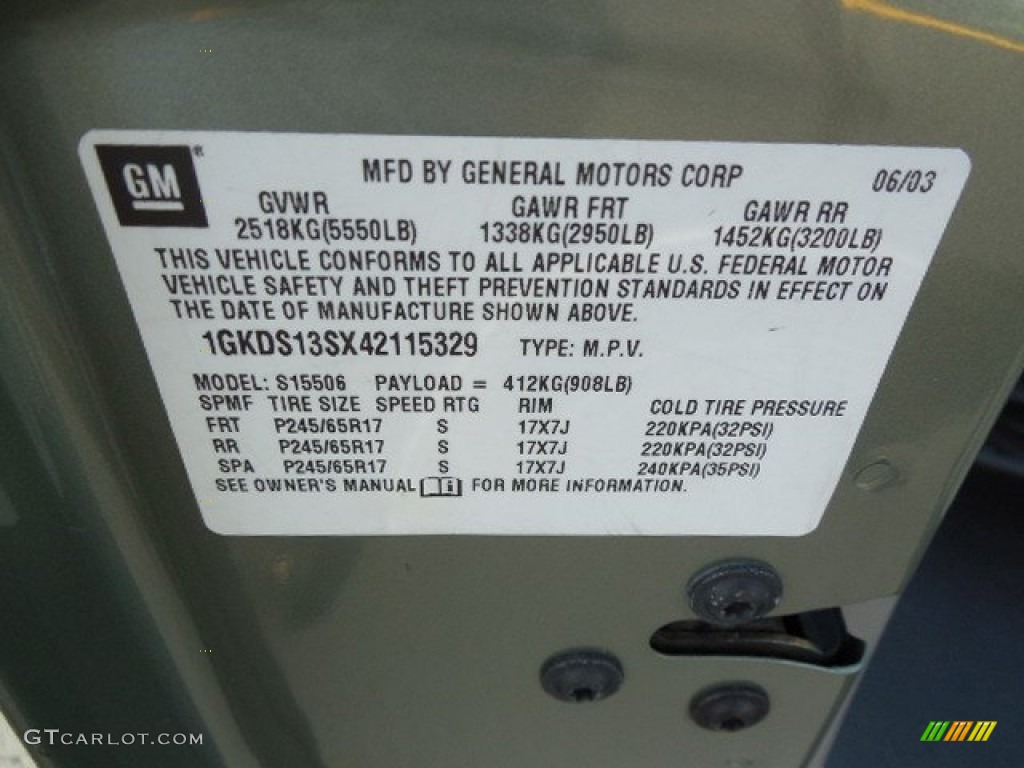 GM®
MFD BY GENERAL MOTORS CORP 06/03
GVWR GAWR FRT GAWR RR
2518KG(5550LB) 1338KG(2950LB) 1452KG(3200LB)
THIS VEHICLE CONFORMS TO ALL APPLICABLE U.S. FEDERAL MOTOR
VEHICLE SAFETY AND THEFT PREVENTION STANDARDS IN EFFECT ON
THE DATE OF MANUFACTURE SHOWN ABOVE.
1GKDS13SX42115329 TYPE: M.P.V.
MODEL: S15506 PAYLOAD = 412KG(908LB)
SPMF TIRE SIZE SPEED RTG RIM COLD TIRE PRESSURE
FRT P245/65R17 S 17X7J 220KPA(32PSI)
RR P245/65R17 S 17X7J 220KPA(32PSI)
SPA P245/65R17 S 17X7J 240KPA(35PSI)
SEE OWNER'S MANUAL FOR MORE INFORMATION.
GTCARLOT.COM